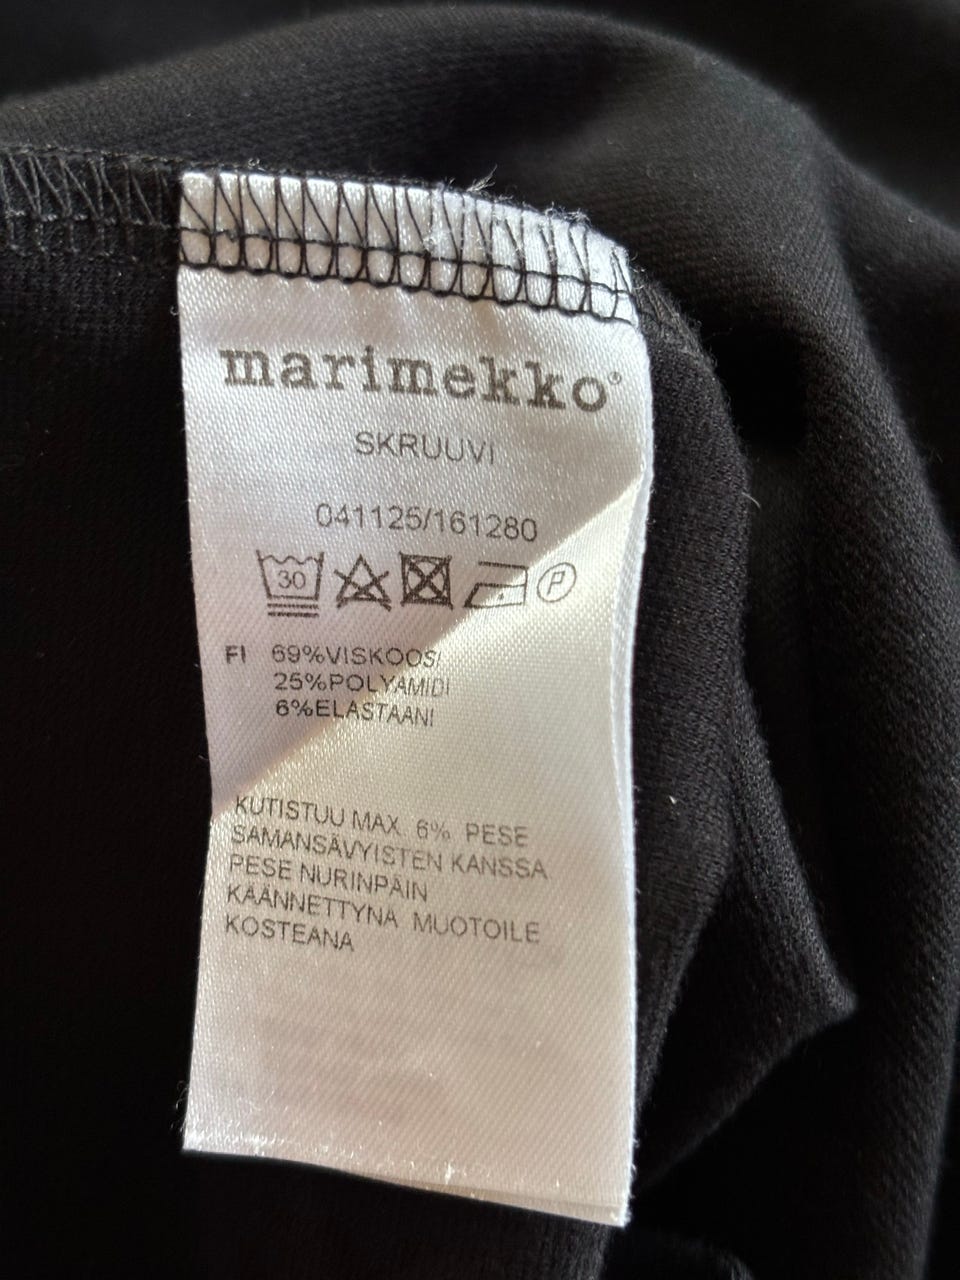 marimekko®
SKRUUVI
041125/161280
30
P
FI 69%VISKOOSI
25%POLYAMIDI
6%ELASTAANI
KUTISTUU MAX. 6% PESE
SAMANSÄVYISTEN KANSSA
PESE NURINPÄIN
KÄÄNNETTYNÄ MUOTOILE
KOSTEANA